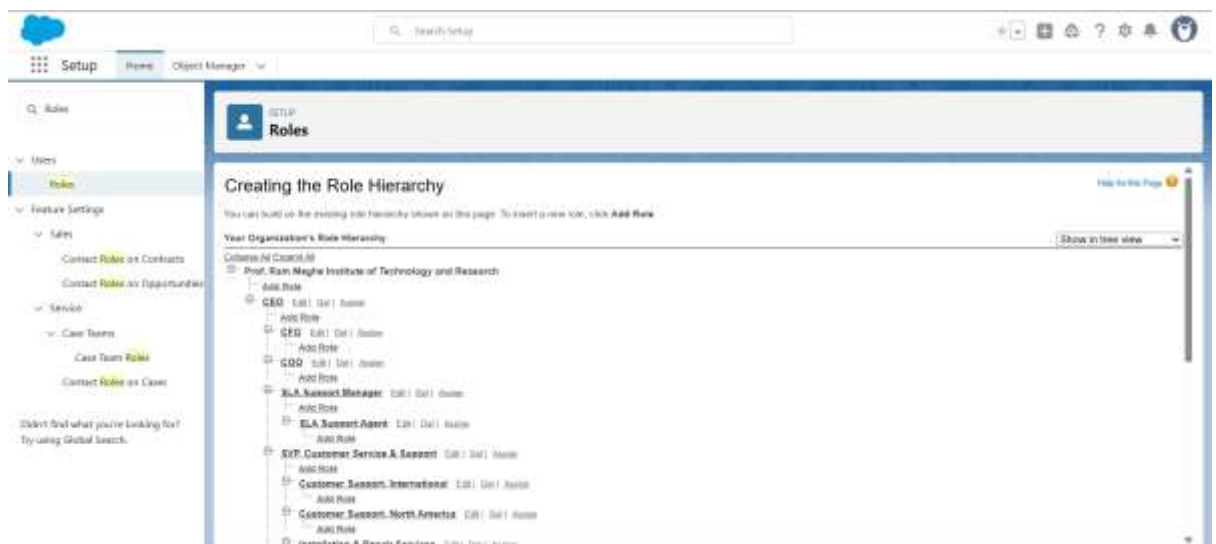 Search Setup
Setup
Home
Object Manager
Roles
Users
Roles
Feature Settings
Sales
Contact Roles on Contracts
Contact Roles on Opportunities
Service
Case Teams
Case Team Roles
Contact Roles on Cases
Didn't find what you're looking for?
Try using Global Search.
SETUP
Roles
Creating the Role Hierarchy
Help for this Page
You can build on the existing role hierarchy shown on this page. To insert a new role, click Add Role.
Your Organization's Role Hierarchy
Show in tree view
Collapse All Expand All
Prof. Ram Meghe Institute of Technology and Research
Add Role
CEO Edit | Del | Assign
Add Role
CFO Edit | Del | Assign
Add Role
COO Edit | Del | Assign
Add Role
SLA Support Manager Edit | Del | Assign
Add Role
SLA Support Agent Edit | Del | Assign
Add Role
SVP, Customer Service & Support Edit | Del | Assign
Add Role
Customer Support, International Edit | Del | Assign
Add Role
Customer Support, North America Edit | Del | Assign
Add Role
Installation & Repair Services Edit | Del | Assign